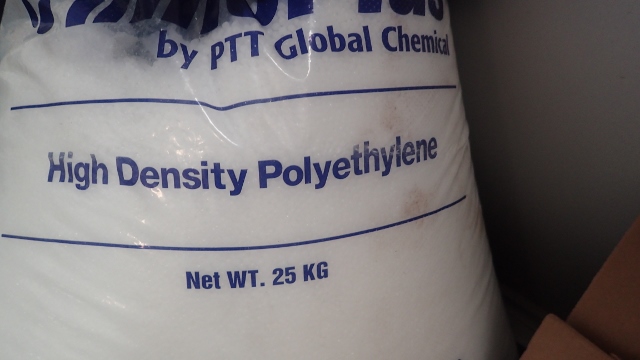 by PTT Global Chemical
High Density Polyethylene
Net WT. 25 KG